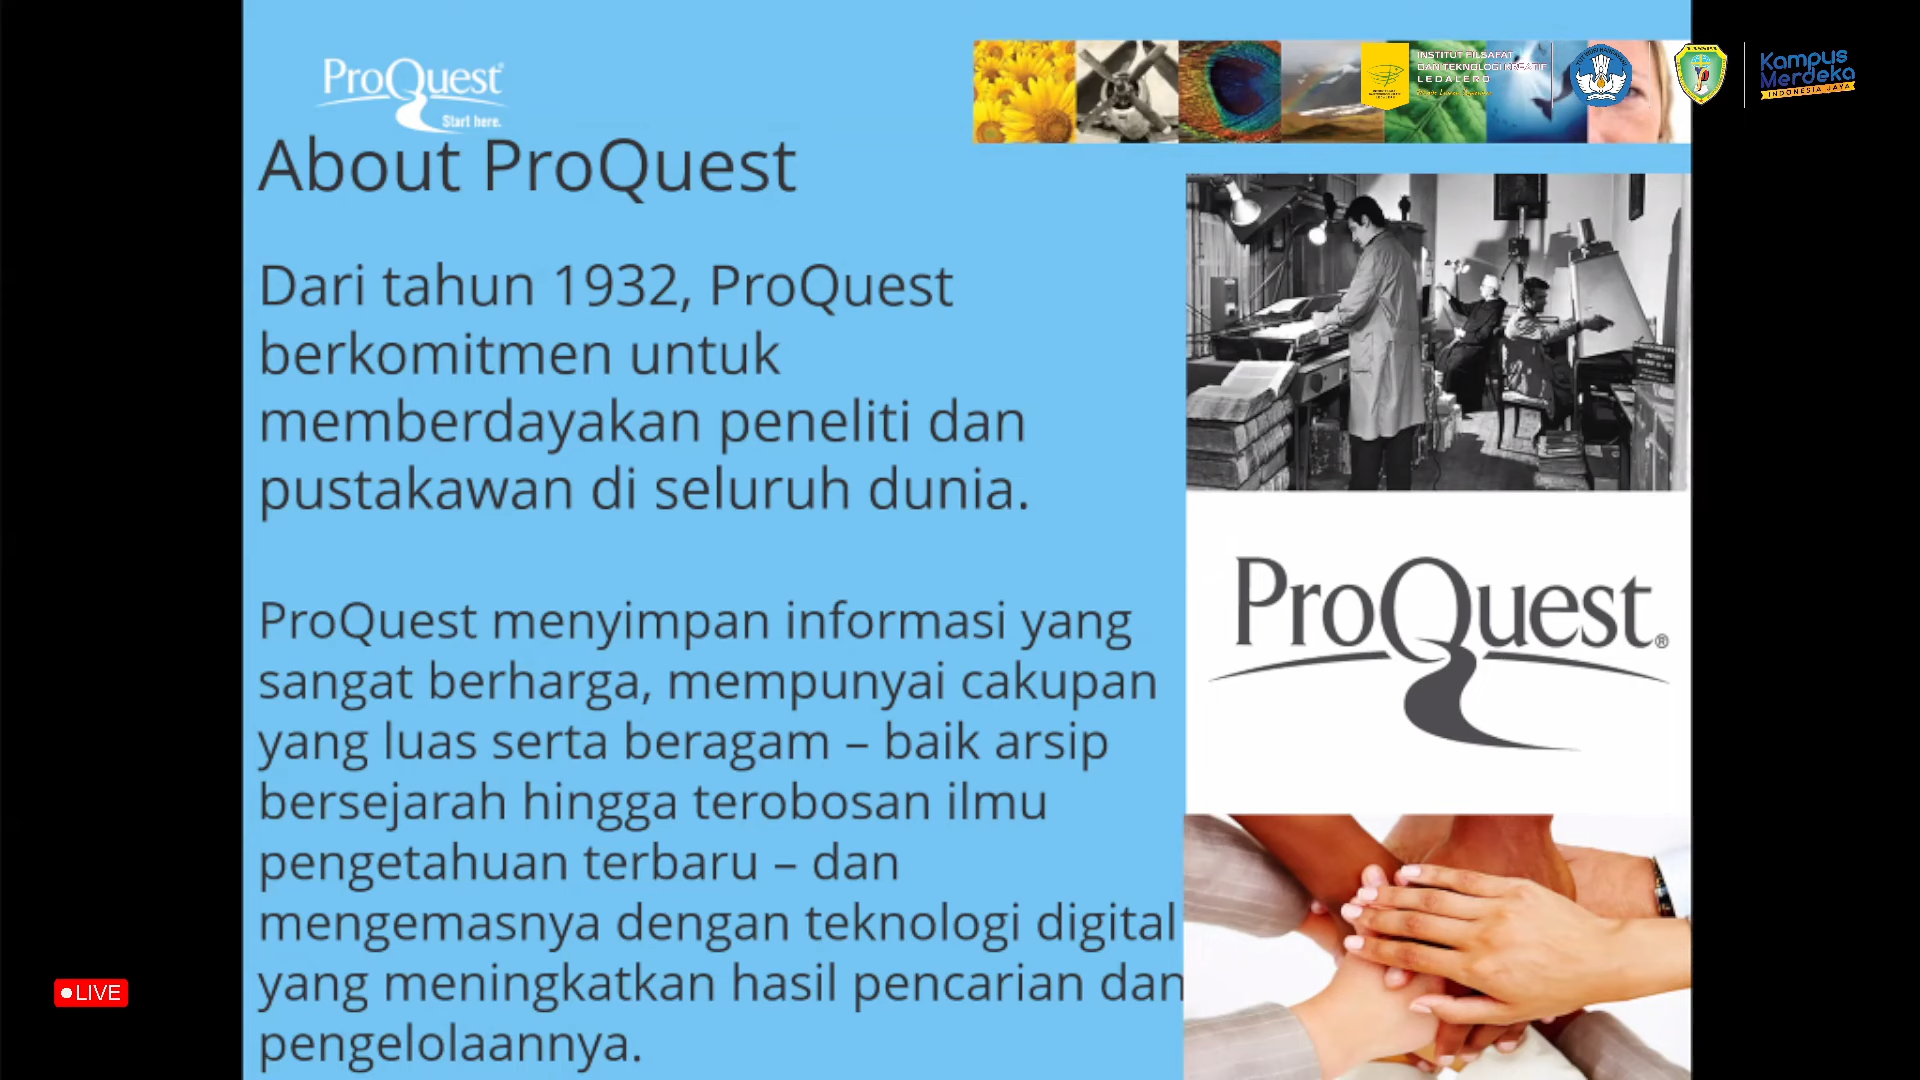 ProQuest
Start here.
INSTITUT FILSAFAT
DAN TEKNOLOGI KREATIF
LEDALERO
Kampus
Merdeka
INDONESIA JAYA
About ProQuest
Dari tahun 1932, ProQuest
berkomitmen untuk
memberdayakan peneliti dan
pustakawan di seluruh dunia.
ProQuest menyimpan informasi yang
sangat berharga, mempunyai cakupan
yang luas serta beragam – baik arsip
bersejarah hingga terobosan ilmu
pengetahuan terbaru – dan
mengemasnya dengan teknologi digital
yang meningkatkan hasil pencarian dan
pengelolaannya.
ProQuest®
LIVE